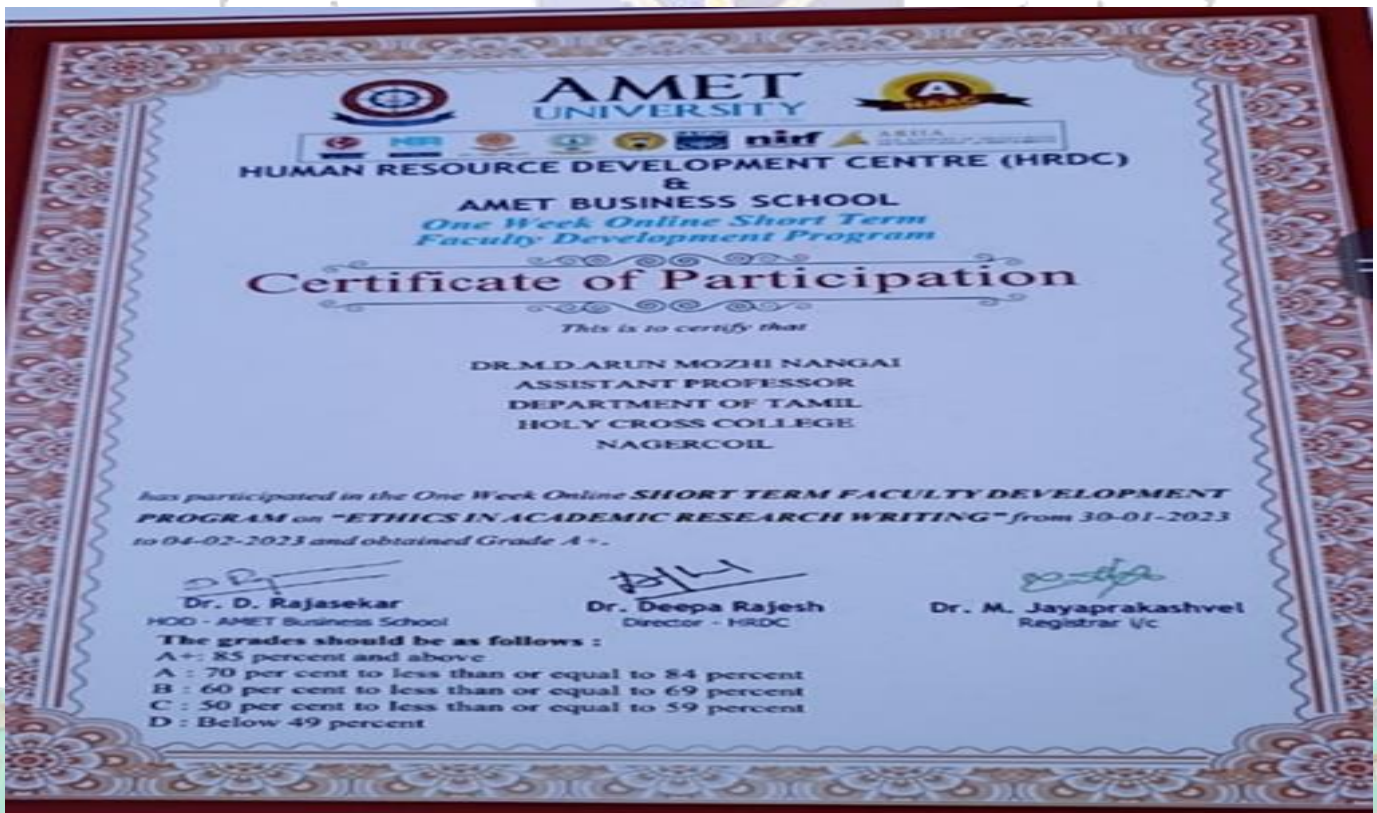 AMET
UNIVERSITY
A
NAAC
nirf
HUMAN RESOURCE DEVELOPMENT CENTRE (HRDC)
&
AMET BUSINESS SCHOOL
One Week Online Short Term
Faculty Development Program
Certificate of Participation
This is to certify that
DR.M.D.ARUN MOZHI NANGAI
ASSISTANT PROFESSOR
DEPARTMENT OF TAMIL
HOLY CROSS COLLEGE
NAGERCOIL
has participated in the One Week Online SHORT TERM FACULTY DEVELOPMENT
PROGRAM on "ETHICS IN ACADEMIC RESEARCH WRITING" from 30-01-2023
to 04-02-2023 and obtained Grade A+.
Dr. D. Rajasekar Dr. Deepa Rajesh Dr. M. Jayaprakashvel
HOD - AMET Business School Director - HRDC Registrar i/c
The grades should be as follows :
A+: 85 percent and above
A : 70 per cent to less than or equal to 84 percent
B : 60 per cent to less than or equal to 69 percent
C : 50 per cent to less than or equal to 59 percent
D : Below 49 percent